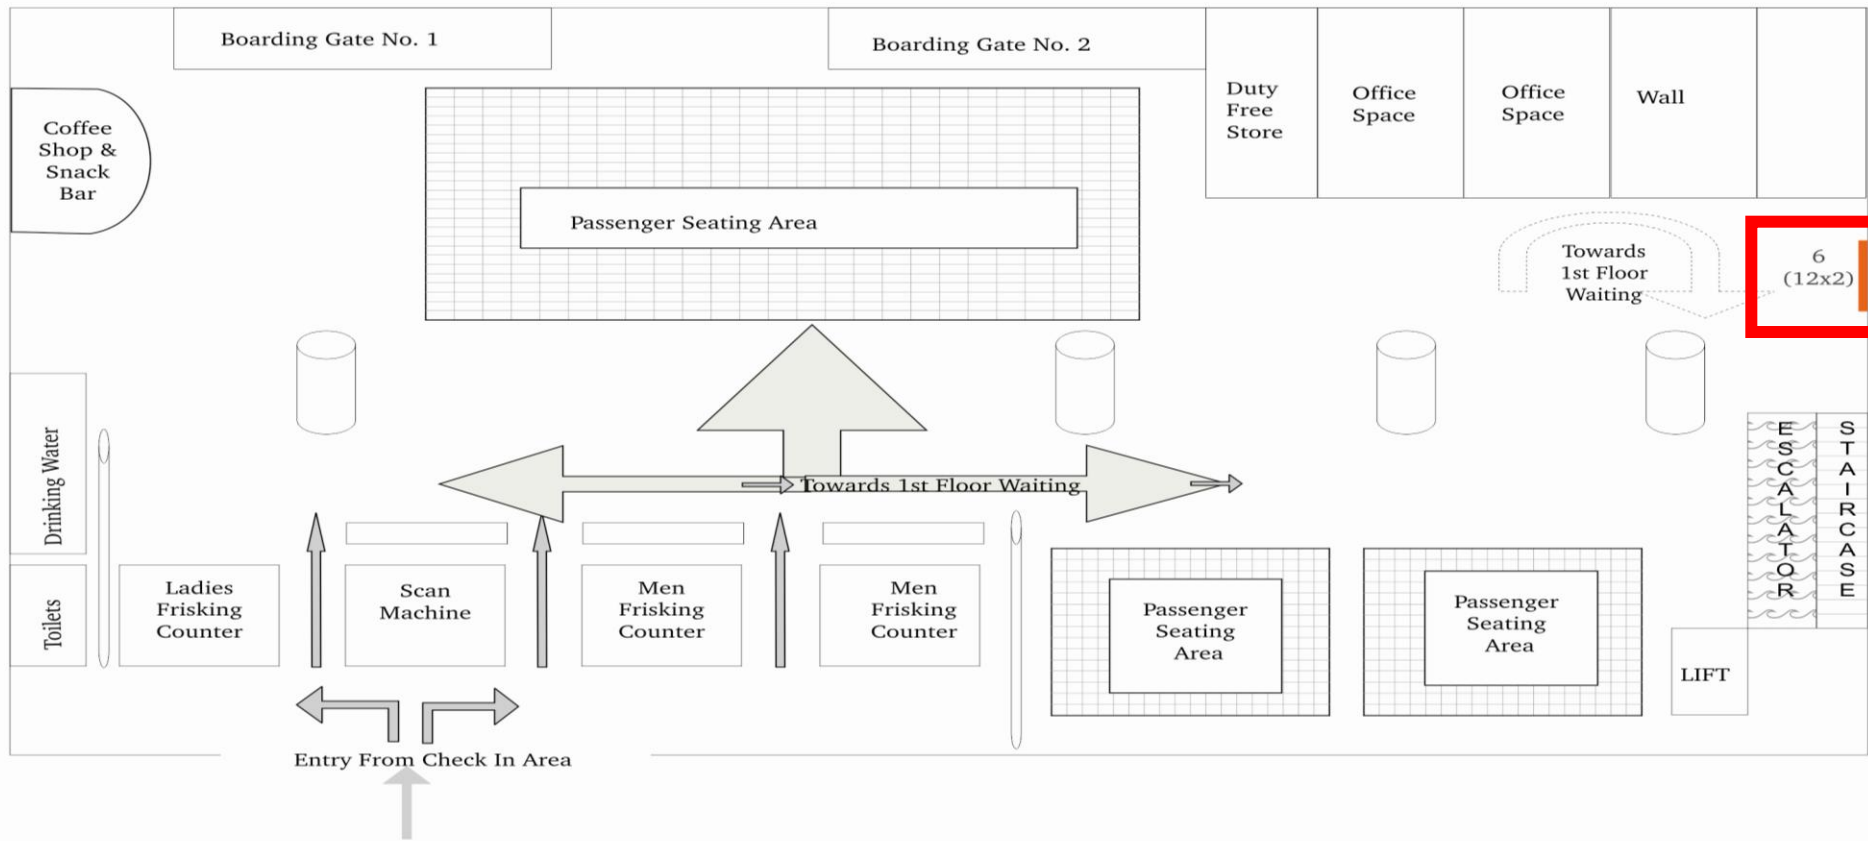 Boarding Gate No. 1
Boarding Gate No. 2
Duty
Free
Store
Office
Space
Office
Space
Wall
Coffee
Shop &
Snack
Bar
Passenger Seating Area
Towards
1st Floor
Waiting
6
(12x2)
Drinking Water
Towards 1st Floor Waiting
ESCALATOR
STAIRCASE
Toilets
Ladies
Frisking
Counter
Scan
Machine
Men
Frisking
Counter
Men
Frisking
Counter
Passenger
Seating
Area
Passenger
Seating
Area
LIFT
Entry From Check In Area